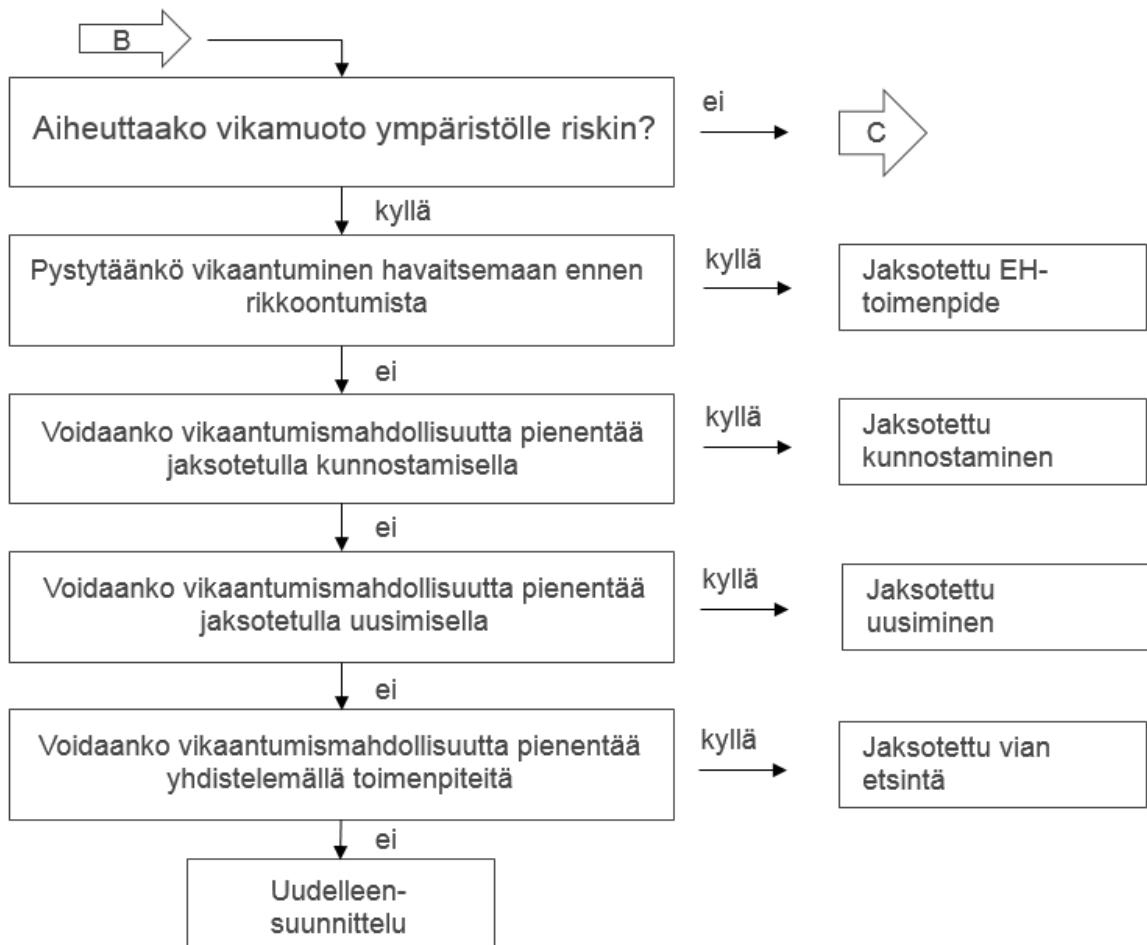 B
Aiheuttaako vikamuoto ympäristölle riskin?
ei
C
kyllä
Pystytäänkö vikaantuminen havaitsemaan ennen
rikkoontumista
kyllä
Jaksotettu EH-
toimenpide
ei
Voidaanko vikaantumismahdollisuutta pienentää
jaksotetulla kunnostamisella
kyllä
Jaksotettu
kunnostaminen
ei
Voidaanko vikaantumismahdollisuutta pienentää
jaksotetulla uusimisella
kyllä
Jaksotettu
uusiminen
ei
Voidaanko vikaantumismahdollisuutta pienentää
yhdistelemällä toimenpiteitä
kyllä
Jaksotettu vian
etsintä
ei
Uudelleen-
suunnittelu